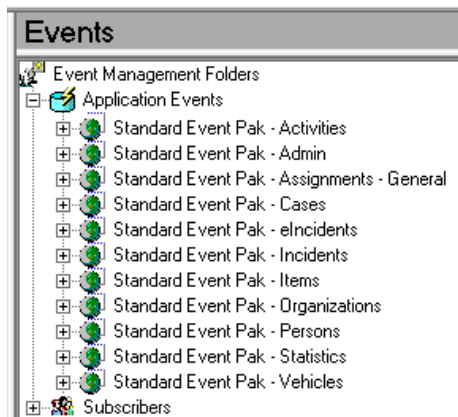 Events
Event Management Folders
Application Events
Standard Event Pak - Activities
Standard Event Pak - Admin
Standard Event Pak - Assignments - General
Standard Event Pak - Cases
Standard Event Pak - eIncidents
Standard Event Pak - Incidents
Standard Event Pak - Items
Standard Event Pak - Organizations
Standard Event Pak - Persons
Standard Event Pak - Statistics
Standard Event Pak - Vehicles
Subscribers